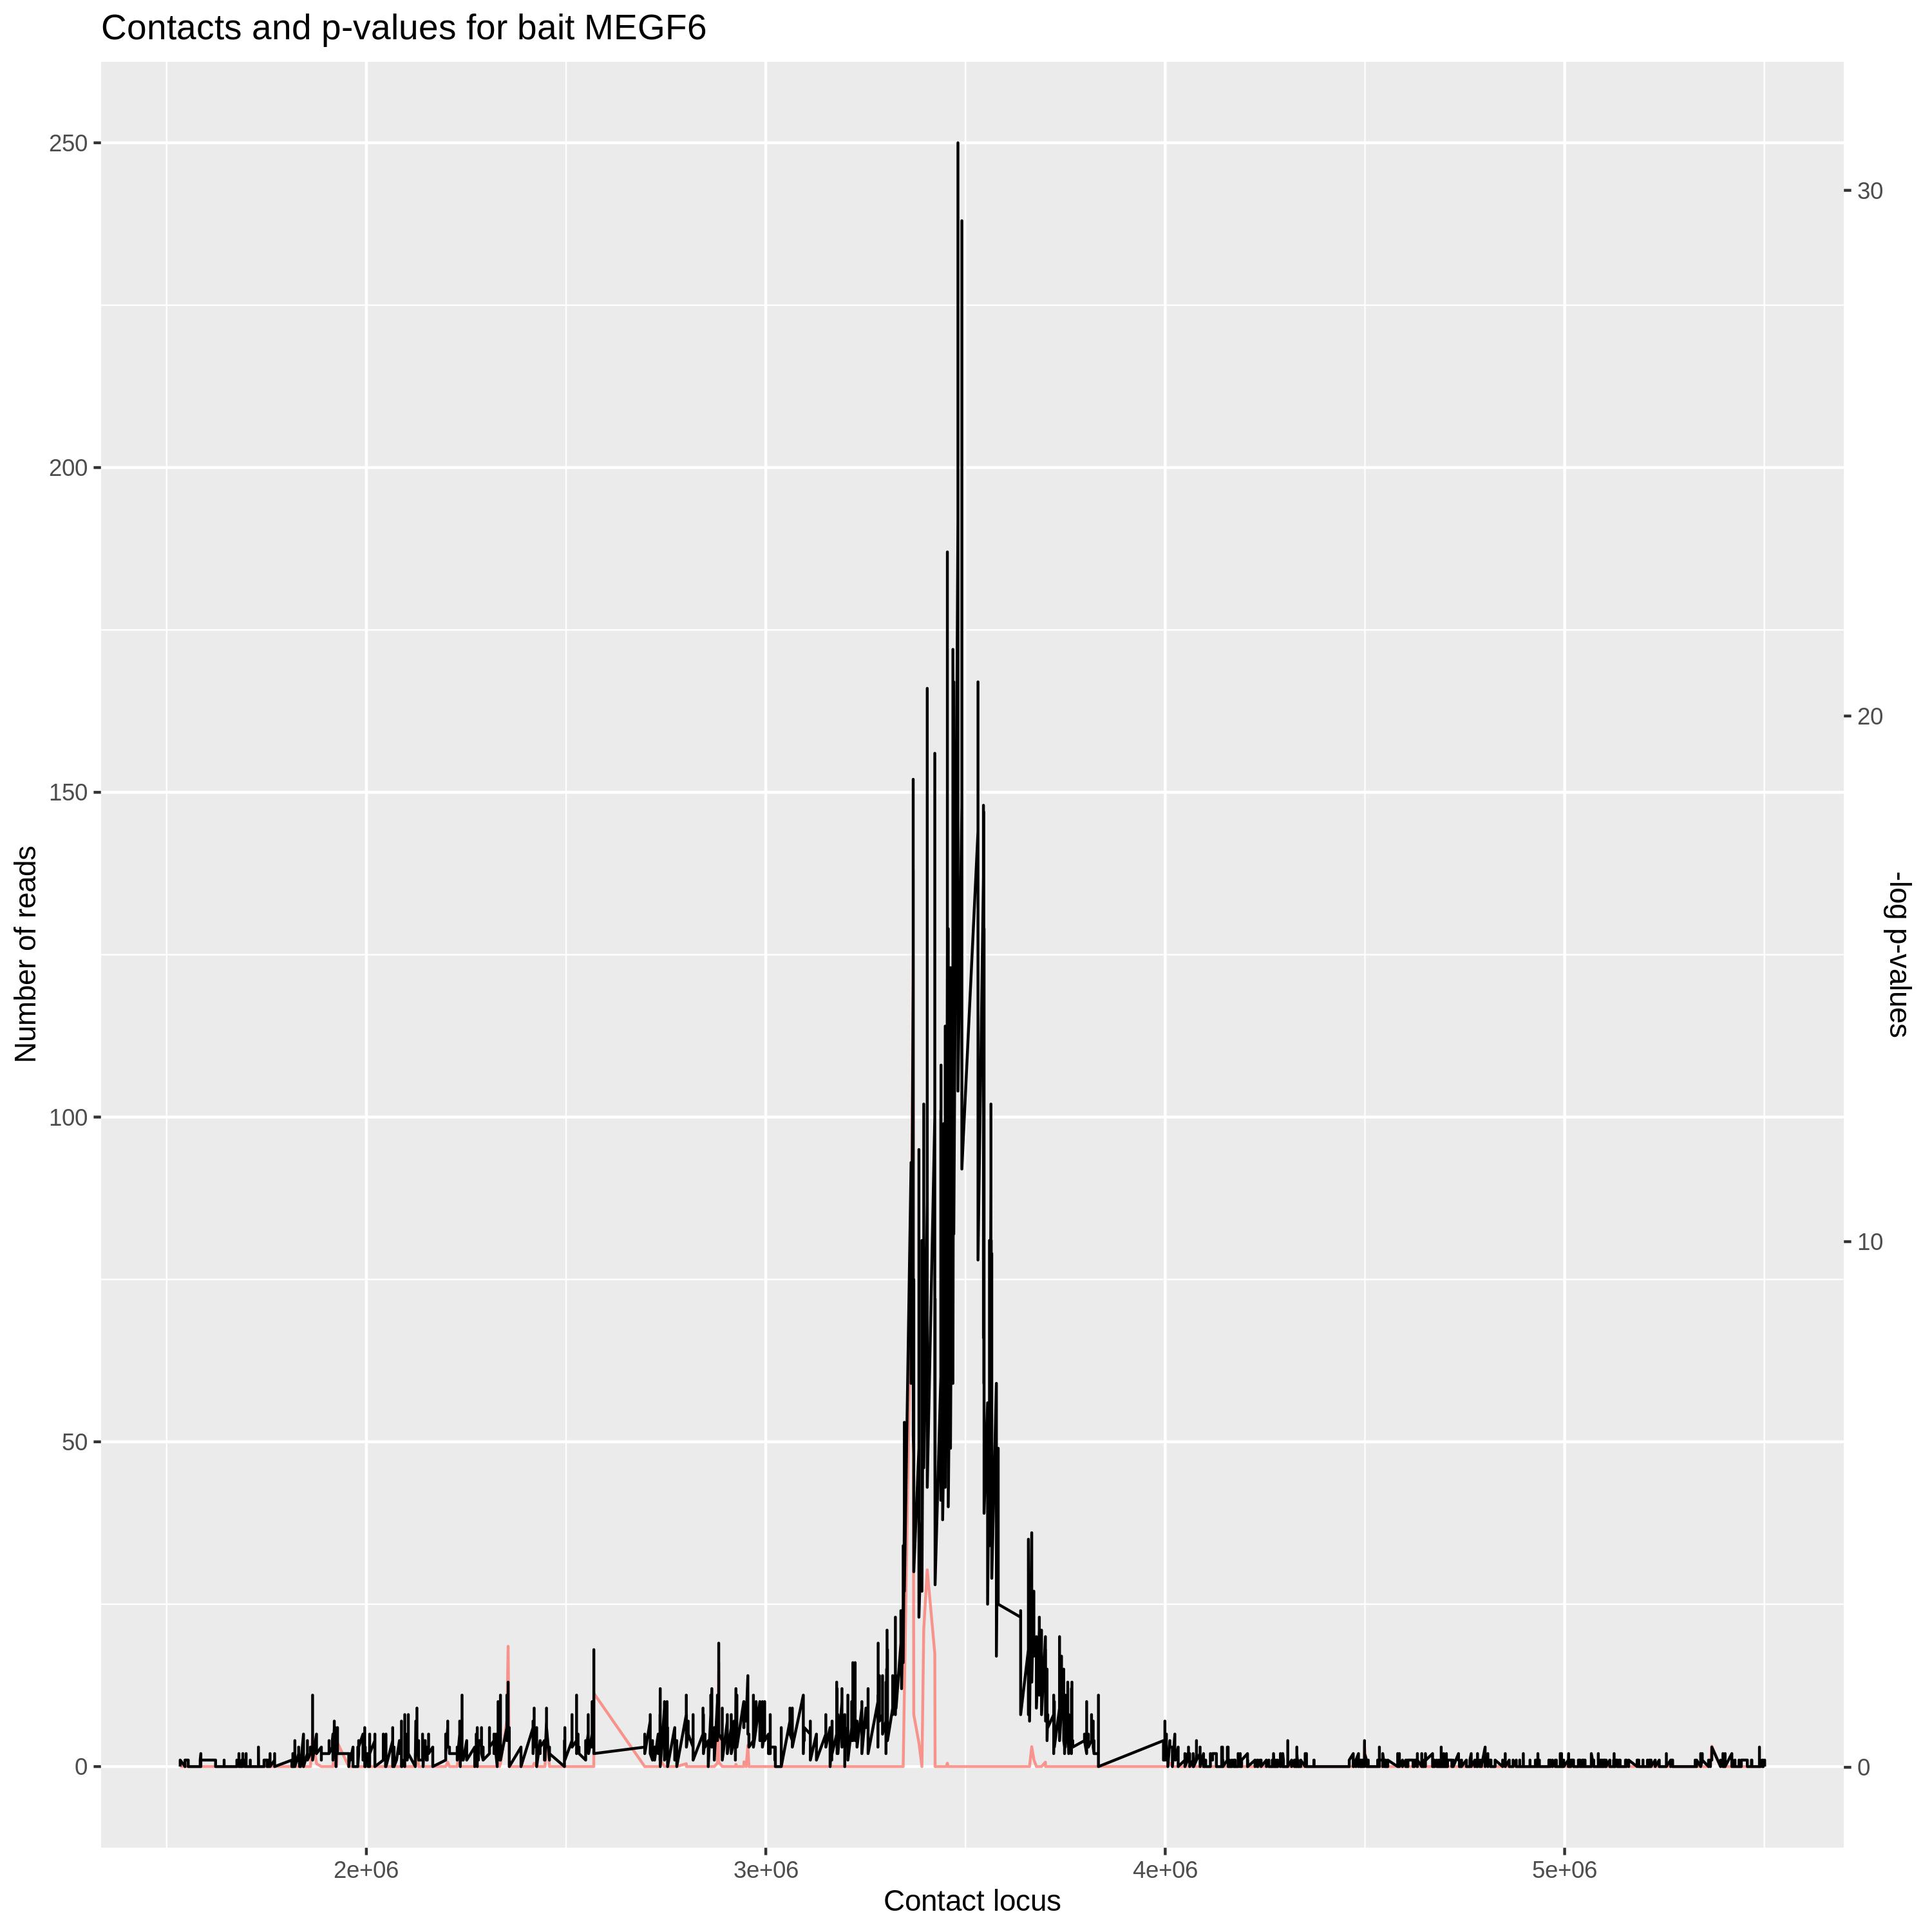 Contacts and p-values for bait MEGF6
250
200
150
100
50
0
Number of reads
30
20
10
0
-log p-values
2e+06
3e+06
4e+06
5e+06
Contact locus